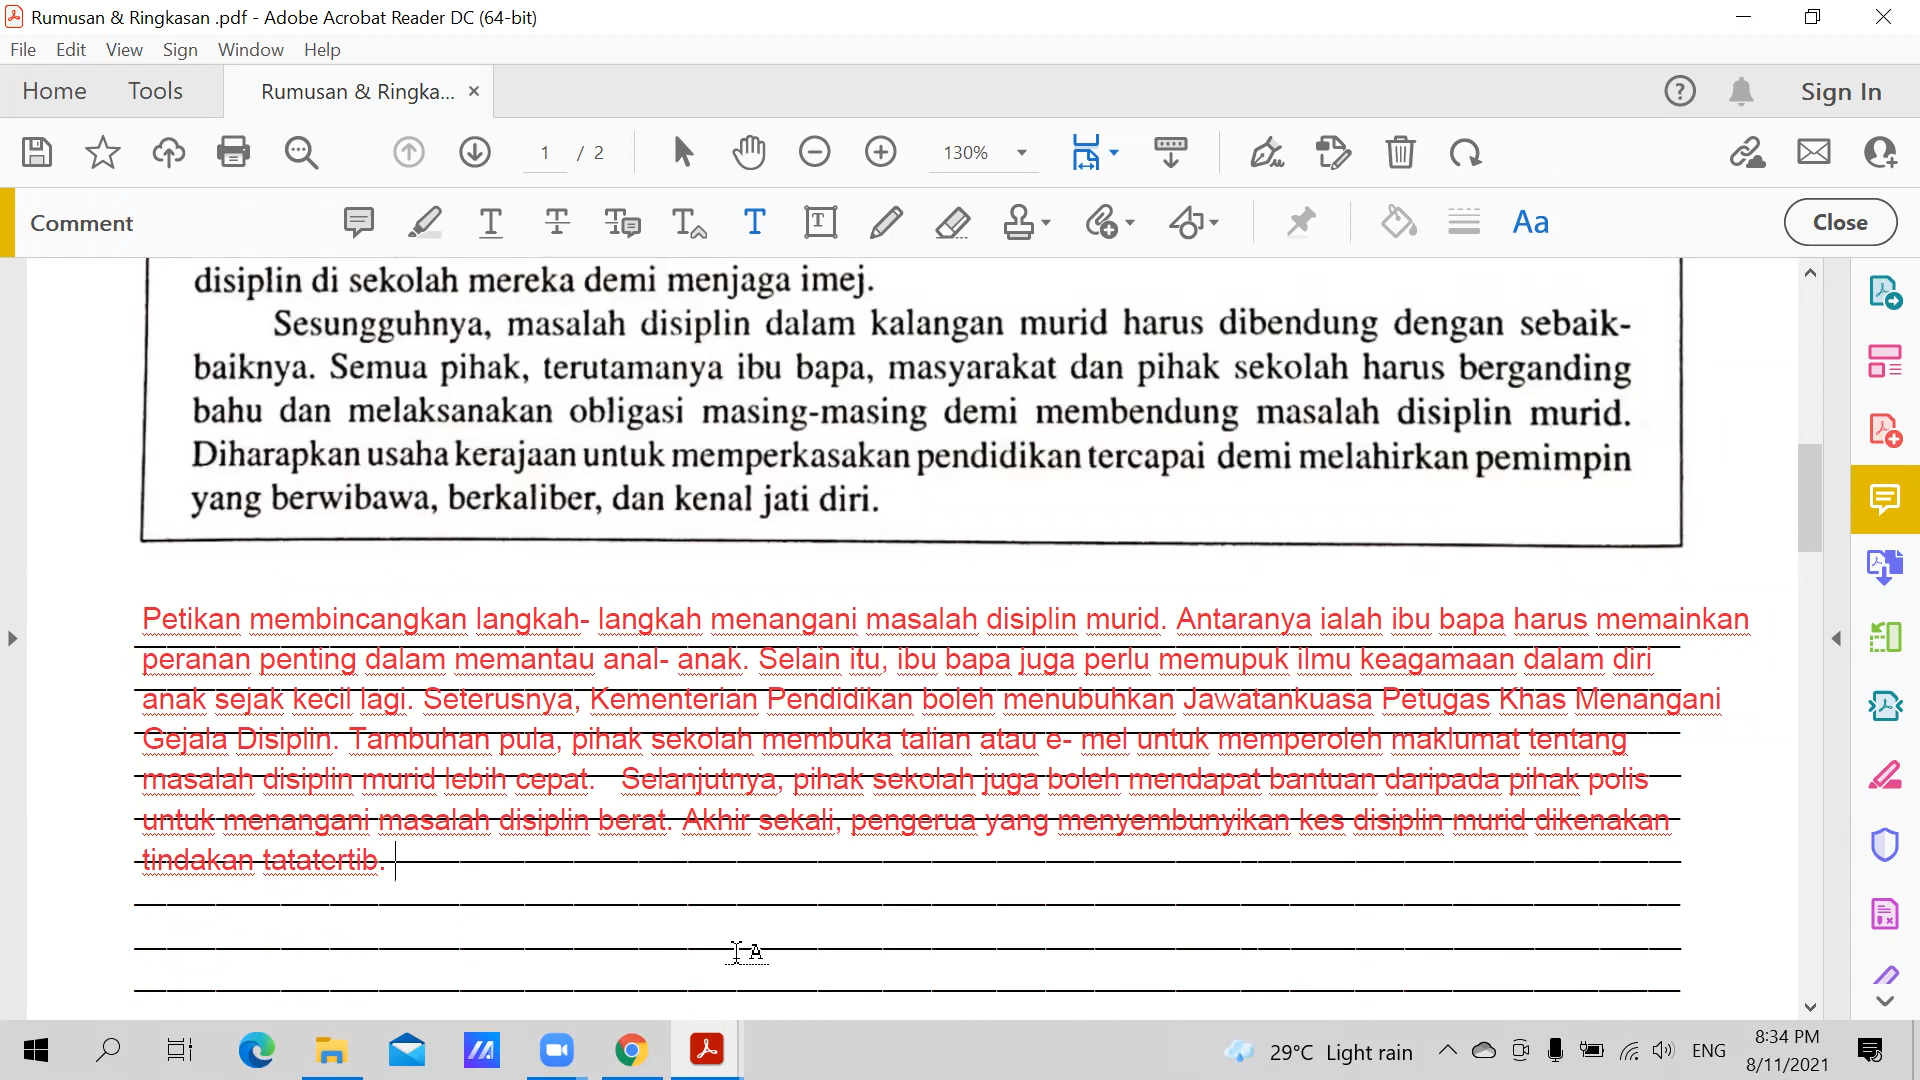 Rumusan & Ringkasan .pdf - Adobe Acrobat Reader DC (64-bit)
File Edit View Sign Window Help
Home Tools Rumusan & Ringka... × Sign In
1 / 2 130%
Comment Aa Close
disiplin di sekolah mereka demi menjaga imej.
Sesungguhnya, masalah disiplin dalam kalangan murid harus dibendung dengan sebaik-
baiknya. Semua pihak, terutamanya ibu bapa, masyarakat dan pihak sekolah harus berganding
bahu dan melaksanakan obligasi masing-masing demi membendung masalah disiplin murid.
Diharapkan usaha kerajaan untuk memperkasakan pendidikan tercapai demi melahirkan pemimpin
yang berwibawa, berkaliber, dan kenal jati diri.
Petikan membincangkan langkah- langkah menangani masalah disiplin murid. Antaranya ialah ibu bapa harus memainkan
peranan penting dalam memantau anal- anak. Selain itu, ibu bapa juga perlu memupuk ilmu keagamaan dalam diri
anak sejak kecil lagi. Seterusnya, Kementerian Pendidikan boleh menubuhkan Jawatankuasa Petugas Khas Menangani
Gejala Disiplin. Tambuhan pula, pihak sekolah membuka talian atau e- mel untuk memperoleh maklumat tentang
masalah disiplin murid lebih cepat. Selanjutnya, pihak sekolah juga boleh mendapat bantuan daripada pihak polis
untuk menangani masalah disiplin berat. Akhir sekali, pengerua yang menyembunyikan kes disiplin murid dikenakan
tindakan tatatertib.
29°C Light rain ENG 8:34 PM
8/11/2021